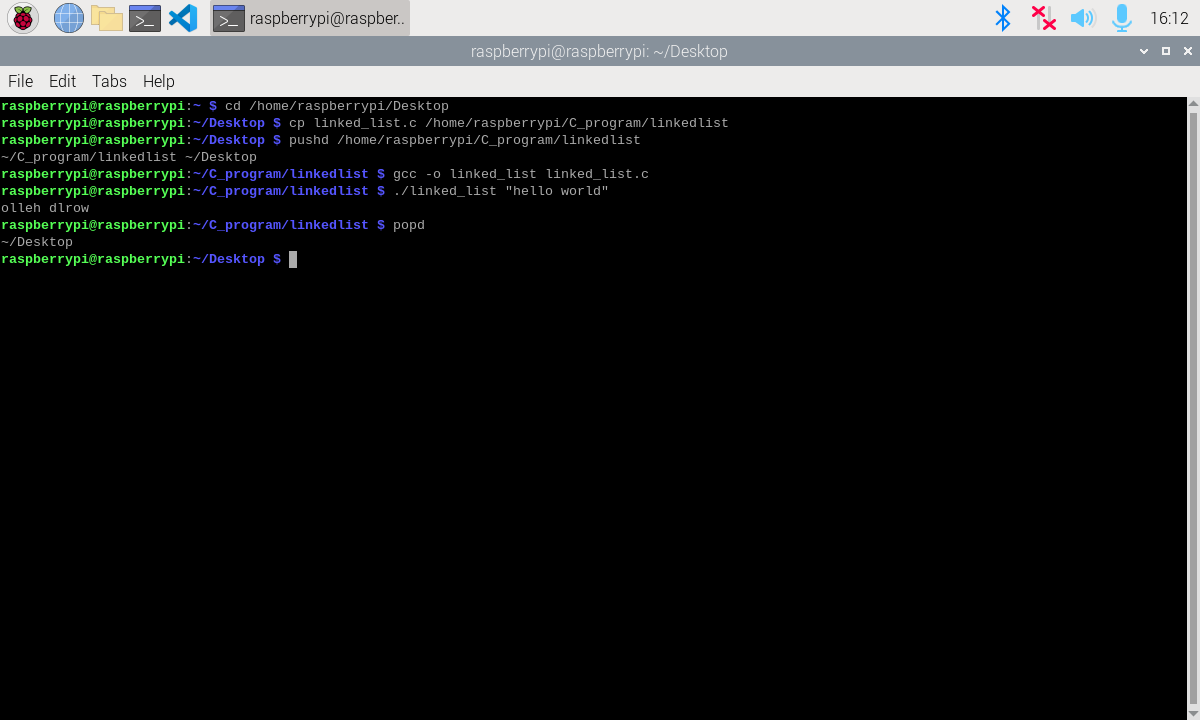 raspberrypi@raspber..
16:12
raspberrypi@raspberrypi: ~/Desktop
File Edit Tabs Help
raspberrypi@raspberrypi:~ $ cd /home/raspberrypi/Desktop
raspberrypi@raspberrypi:~/Desktop $ cp linked_list.c /home/raspberrypi/C_program/linkedlist
raspberrypi@raspberrypi:~/Desktop $ pushd /home/raspberrypi/C_program/linkedlist
~/C_program/linkedlist ~/Desktop
raspberrypi@raspberrypi:~/C_program/linkedlist $ gcc -o linked_list linked_list.c
raspberrypi@raspberrypi:~/C_program/linkedlist $ ./linked_list "hello world"
olleh dlrow
raspberrypi@raspberrypi:~/C_program/linkedlist $ popd
~/Desktop
raspberrypi@raspberrypi:~/Desktop $